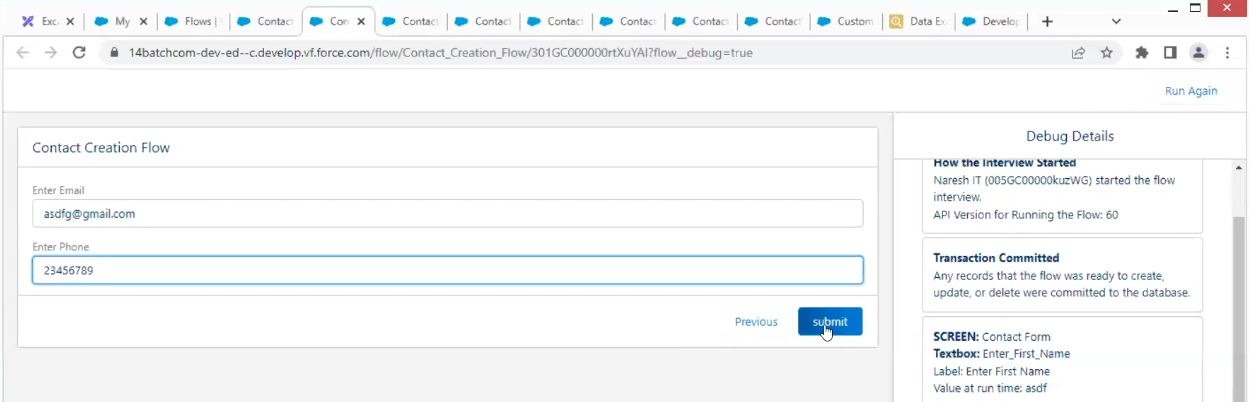 Exc
My
Flows |
Contact
Con
Contact
Contact
Contact
Contact
Contact
Contact
Custom
Data Ex
Develop
14batchcom-dev-ed--c.develop.vf.force.com/flow/Contact_Creation_Flow/301GC000000rtXuYAI?flow__debug=true
Run Again
Contact Creation Flow
Enter Email
asdfg@gmail.com
Enter Phone
23456789
Previous
submit
Debug Details
How the Interview Started
Naresh IT (005GC00000kuzWG) started the flow
interview.
API Version for Running the Flow: 60
Transaction Committed
Any records that the flow was ready to create,
update, or delete were committed to the database.
SCREEN: Contact Form
Textbox: Enter_First_Name
Label: Enter First Name
Value at run time: asdf